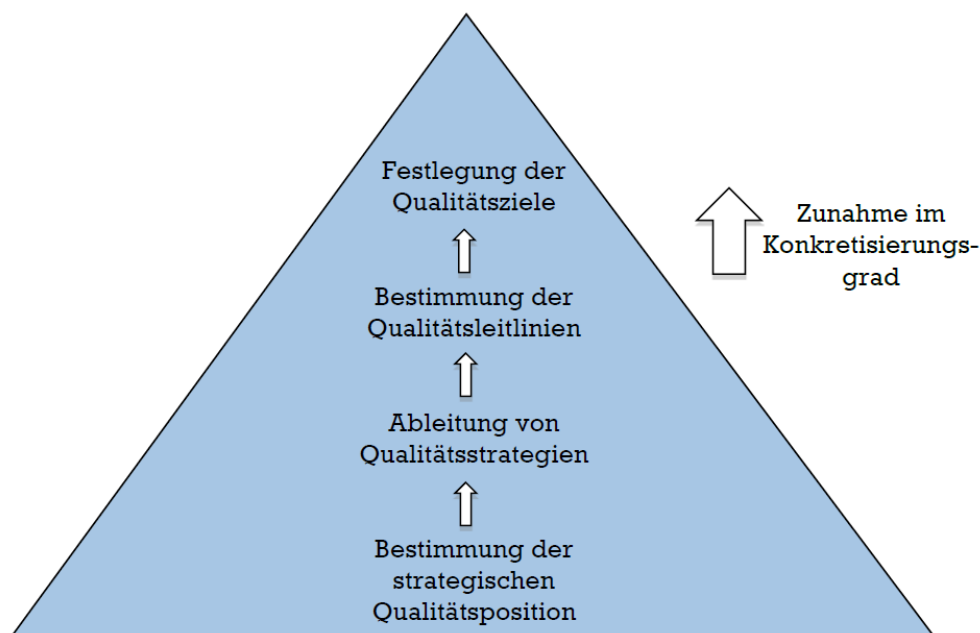 Festlegung der
Qualitätsziele
Bestimmung der
Qualitätsleitlinien
Ableitung von
Qualitätsstrategien
Bestimmung der
strategischen
Qualitätsposition
Zunahme im
Konkretisierungs-
grad